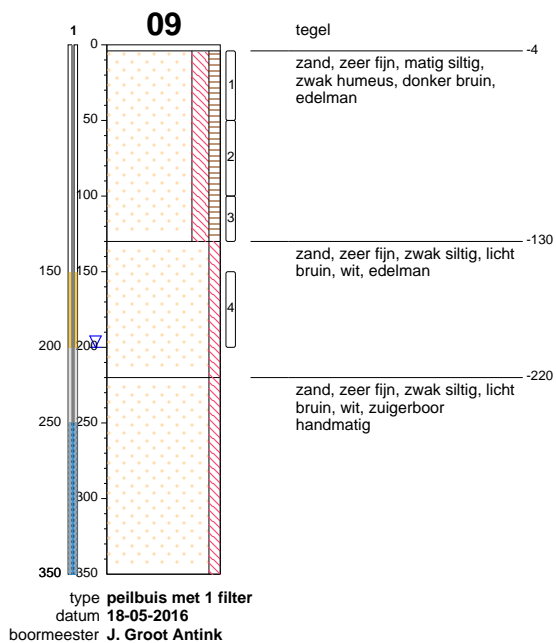 09
1
0
tegel
-4
zand, zeer fijn, matig siltig,
zwak humeus, donker bruin,
edelman
1
50
2
100
3
-130
zand, zeer fijn, zwak siltig, licht
bruin, wit, edelman
150 150
4
200 200
-220
zand, zeer fijn, zwak siltig, licht
bruin, wit, zuigerboor
handmatig
250 250
300
350 350
type peilbuis met 1 filter
datum 18-05-2016
boormeester J. Groot Antink